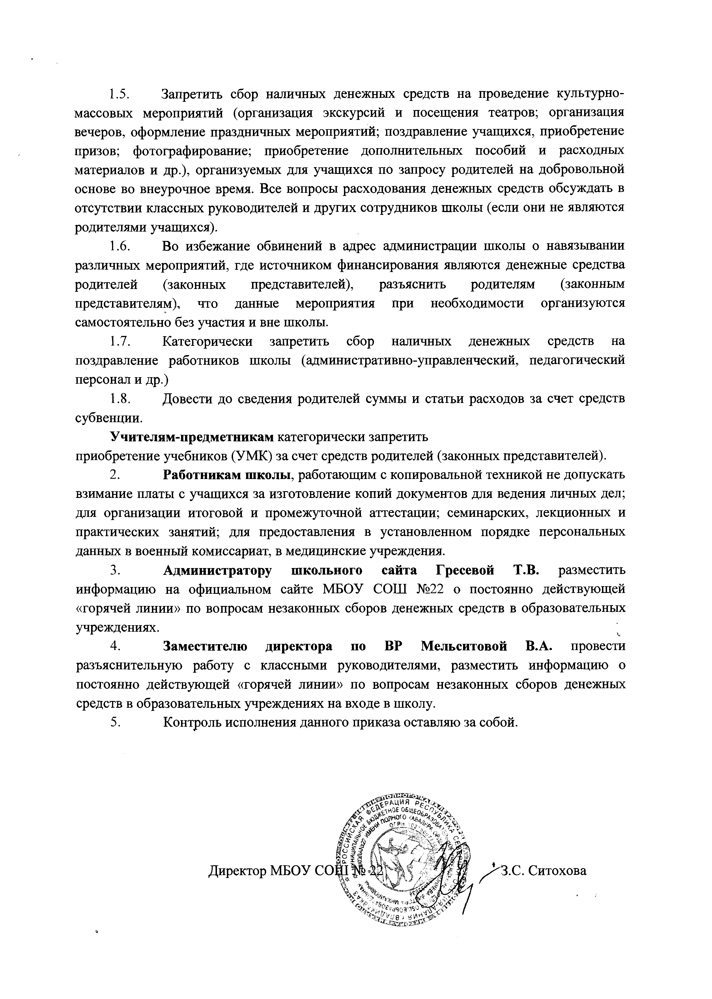 1.5. Запретить сбор наличных денежных средств на проведение культурно-
массовых мероприятий (организация экскурсий и посещения театров; организация
вечеров, оформление праздничных мероприятий; поздравление учащихся, приобретение
призов; фотографирование; приобретение дополнительных пособий и расходных
материалов и др.), организуемых для учащихся по запросу родителей на добровольной
основе во внеурочное время. Все вопросы расходования денежных средств обсуждать в
отсутствии классных руководителей и других сотрудников школы (если они не являются
родителями учащихся).
1.6. Во избежание обвинений в адрес администрации школы о навязывании
различных мероприятий, где источником финансирования являются денежные средства
родителей (законных представителей), разъяснить родителям (законным
представителям), что данные мероприятия при необходимости организуются
самостоятельно без участия и вне школы.
1.7. Категорически запретить сбор наличных денежных средств на
поздравление работников школы (административно-управленческий, педагогический
персонал и др.)
1.8. Довести до сведения родителей суммы и статьи расходов за счет средств
субвенции.
Учителям-предметникам категорически запретить
приобретение учебников (УМК) за счет средств родителей (законных представителей).
2. Работникам школы, работающим с копировальной техникой не допускать
взимание платы с учащихся за изготовление копий документов для ведения личных дел;
для организации итоговой и промежуточной аттестации; семинарских, лекционных и
практических занятий; для предоставления в установленном порядке персональных
данных в военный комиссариат, в медицинские учреждения.
3. Администратору школьного сайта Гресевой Т.В. разместить
информацию на официальном сайте МБОУ СОШ №22 о постоянно действующей
«горячей линии» по вопросам незаконных сборов денежных средств в образовательных
учреждениях.
4. Заместителю директора по ВР Мельситовой В.А. провести
разъяснительную работу с классными руководителями, разместить информацию о
постоянно действующей «горячей линии» по вопросам незаконных сборов денежных
средств в образовательных учреждениях на входе в школу.
5. Контроль исполнения данного приказа оставляю за собой.
РОССИЙСКАЯ ФЕДЕРАЦИЯ РЕСПУБЛИКА СЕВЕРНАЯ ОСЕТИЯ-АЛАНИЯ г.ВЛАДИКАВКАЗ
МУНИЦИПАЛЬНОЕ БЮДЖЕТНОЕ ОБЩЕОБРАЗОВАТЕЛЬНОЕ
ШКОЛА №22 ИМЕНИ ПОЛНОГО КАВАЛЕРА
ОГРН
Директор МБОУ СОШ № 22 З.С. Ситохова